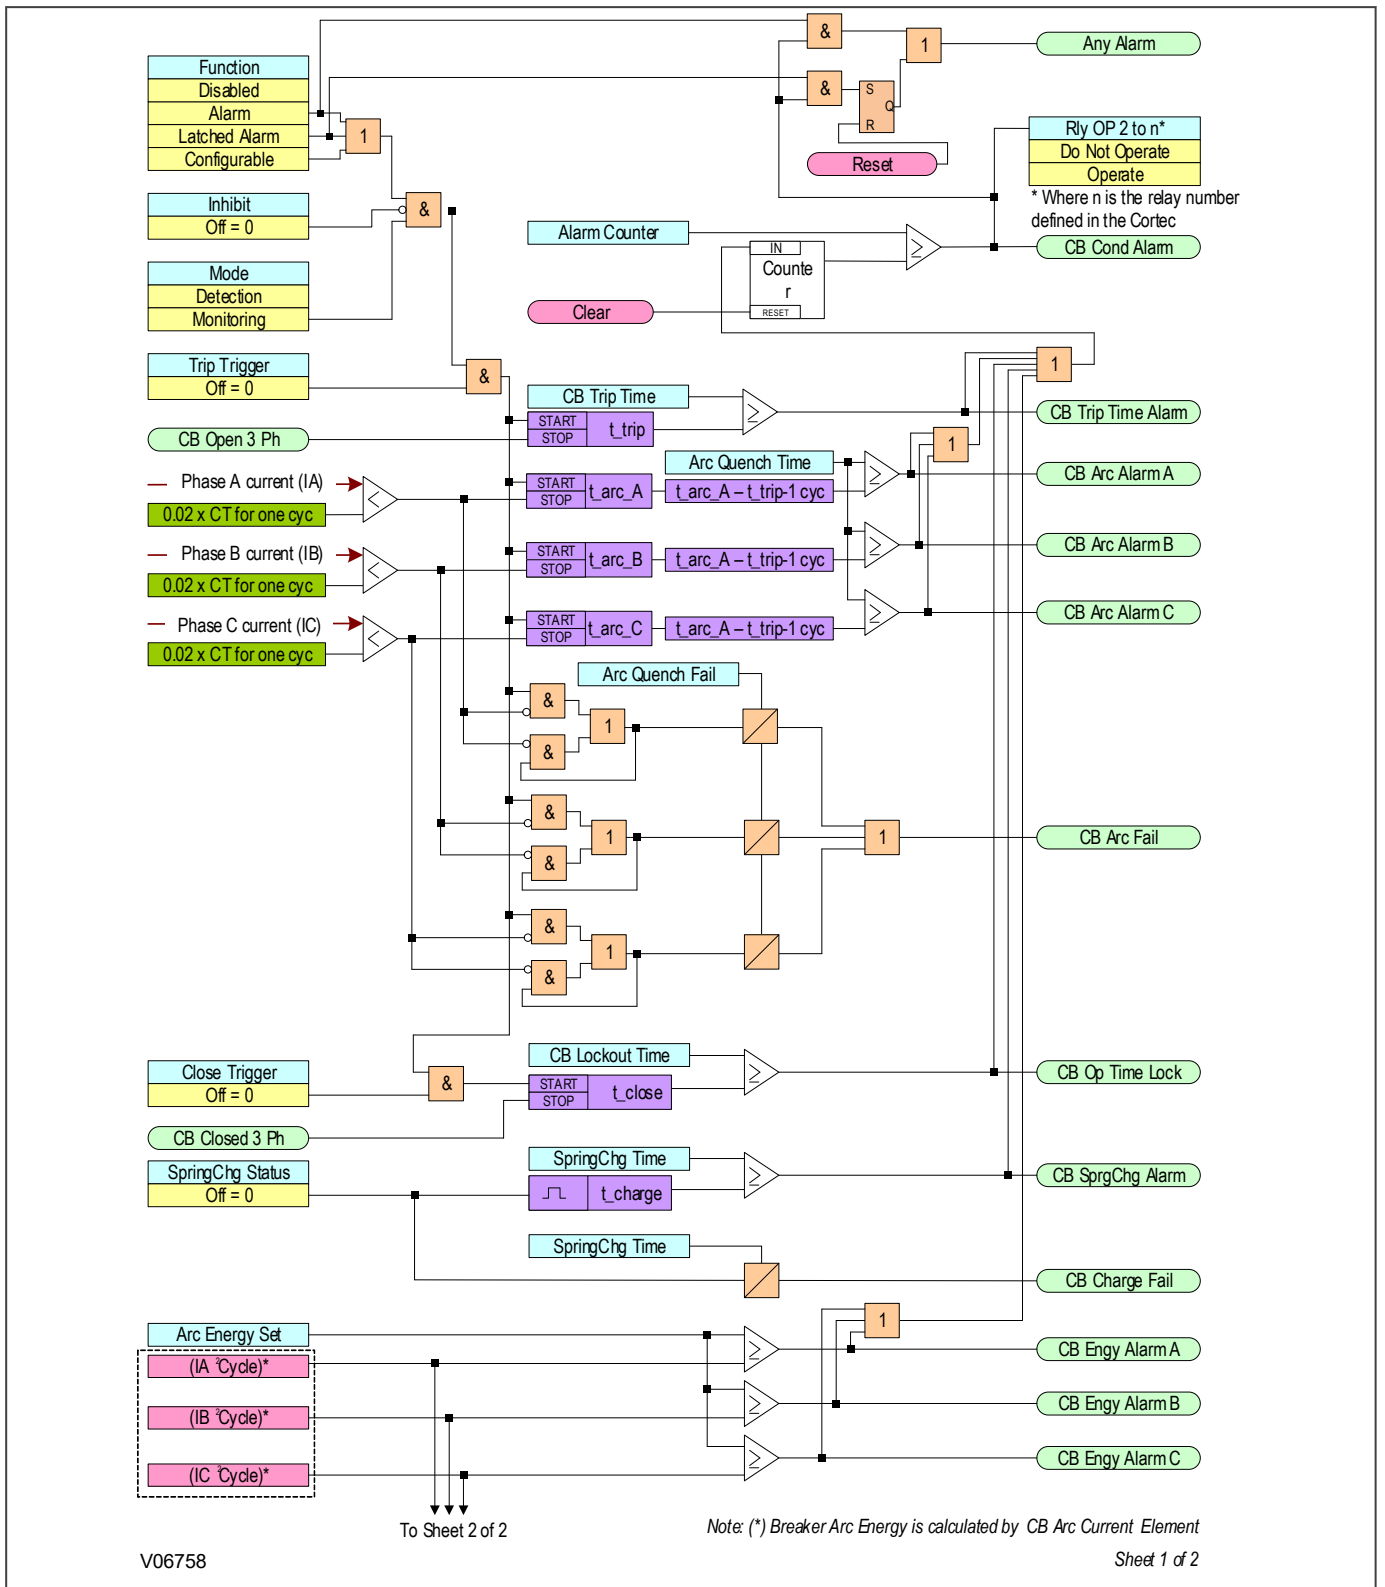 Function
Disabled
Alarm
Latched Alarm
Configurable
1
&
&
1
Any Alarm
S
Q
R
Reset
Rly OP 2 to n*
Do Not Operate
Operate
* Where n is the relay number
defined in the Cortec
Inhibit
Off = 0
&
Alarm Counter
≥
CB Cond Alarm
IN
Counte
r
RESET
Clear
Mode
Detection
Monitoring
Trip Trigger
Off = 0
&
1
CB Trip Time
≥
CB Trip Time Alarm
START
STOP
t_trip
CB Open 3 Ph
1
Arc Quench Time
Phase A current (IA)
<
START
STOP
t_arc_A
t_arc_A – t_trip-1 cyc
≥
CB Arc Alarm A
0.02 x CT for one cyc
Phase B current (IB)
<
START
STOP
t_arc_B
t_arc_A – t_trip-1 cyc
≥
CB Arc Alarm B
0.02 x CT for one cyc
Phase C current (IC)
<
START
STOP
t_arc_C
t_arc_A – t_trip-1 cyc
≥
CB Arc Alarm C
0.02 x CT for one cyc
Arc Quench Fail
&
1
&
&
1
&
1
CB Arc Fail
&
1
&
CB Lockout Time
Close Trigger
Off = 0
&
START
STOP
t_close
≥
CB Op Time Lock
CB Closed 3 Ph
SpringChg Status
Off = 0
SpringChg Time
t_charge
≥
CB SprgChg Alarm
SpringChg Time
CB Charge Fail
1
Arc Energy Set
≥
CB Engy Alarm A
(IA ²Cycle)*
(IB ²Cycle)*
≥
CB Engy Alarm B
(IC ²Cycle)*
≥
CB Engy Alarm C
To Sheet 2 of 2
Note: (*) Breaker Arc Energy is calculated by CB Arc Current Element
V06758
Sheet 1 of 2